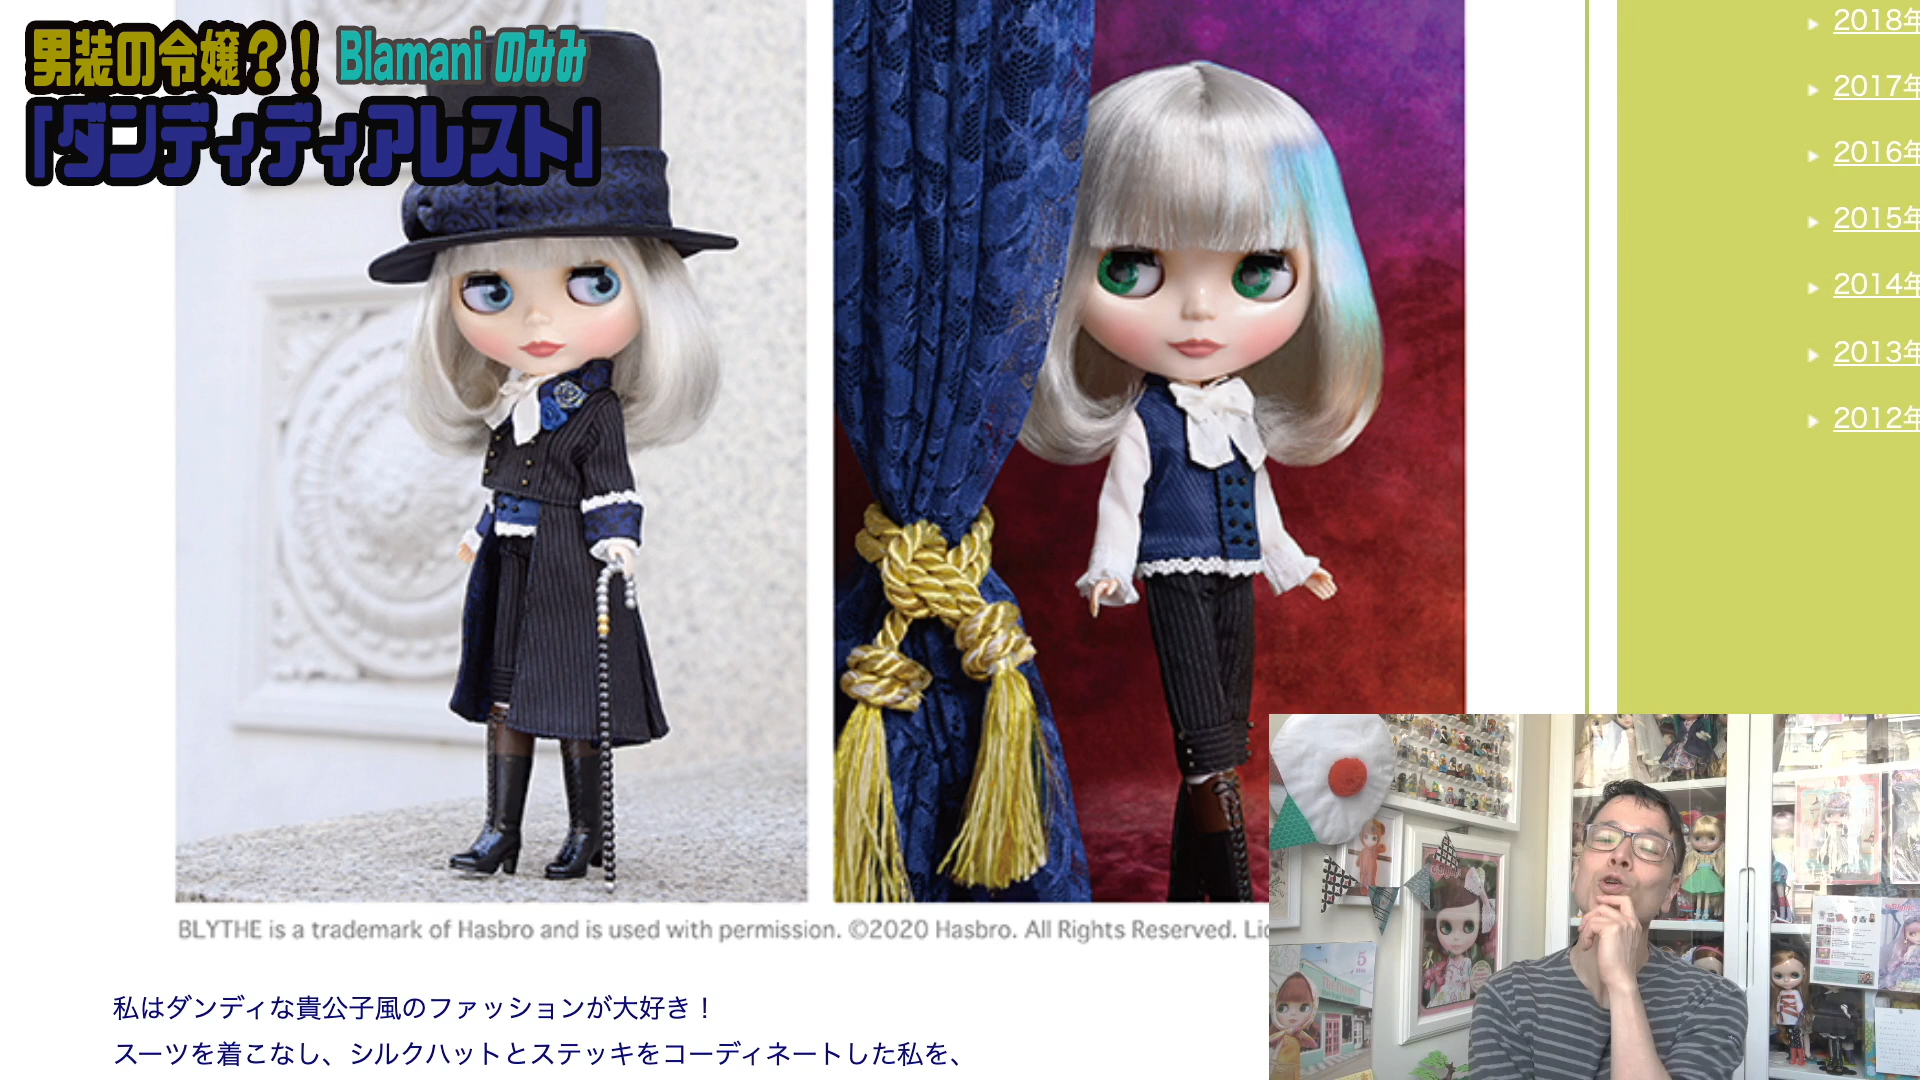 男装の令嬢?! Blamani のみみ
「ダンディディアレスト」
2018年
2017年
2016年
2015年
2014年
2013年
2012年
BLYTHE is a trademark of Hasbro and is used with permission. ©2020 Hasbro. All Rights Reserved.
私はダンディな貴公子風のファッションが大好き！
スーツを着こなし、シルクハットとステッキをコーディネートした私を、